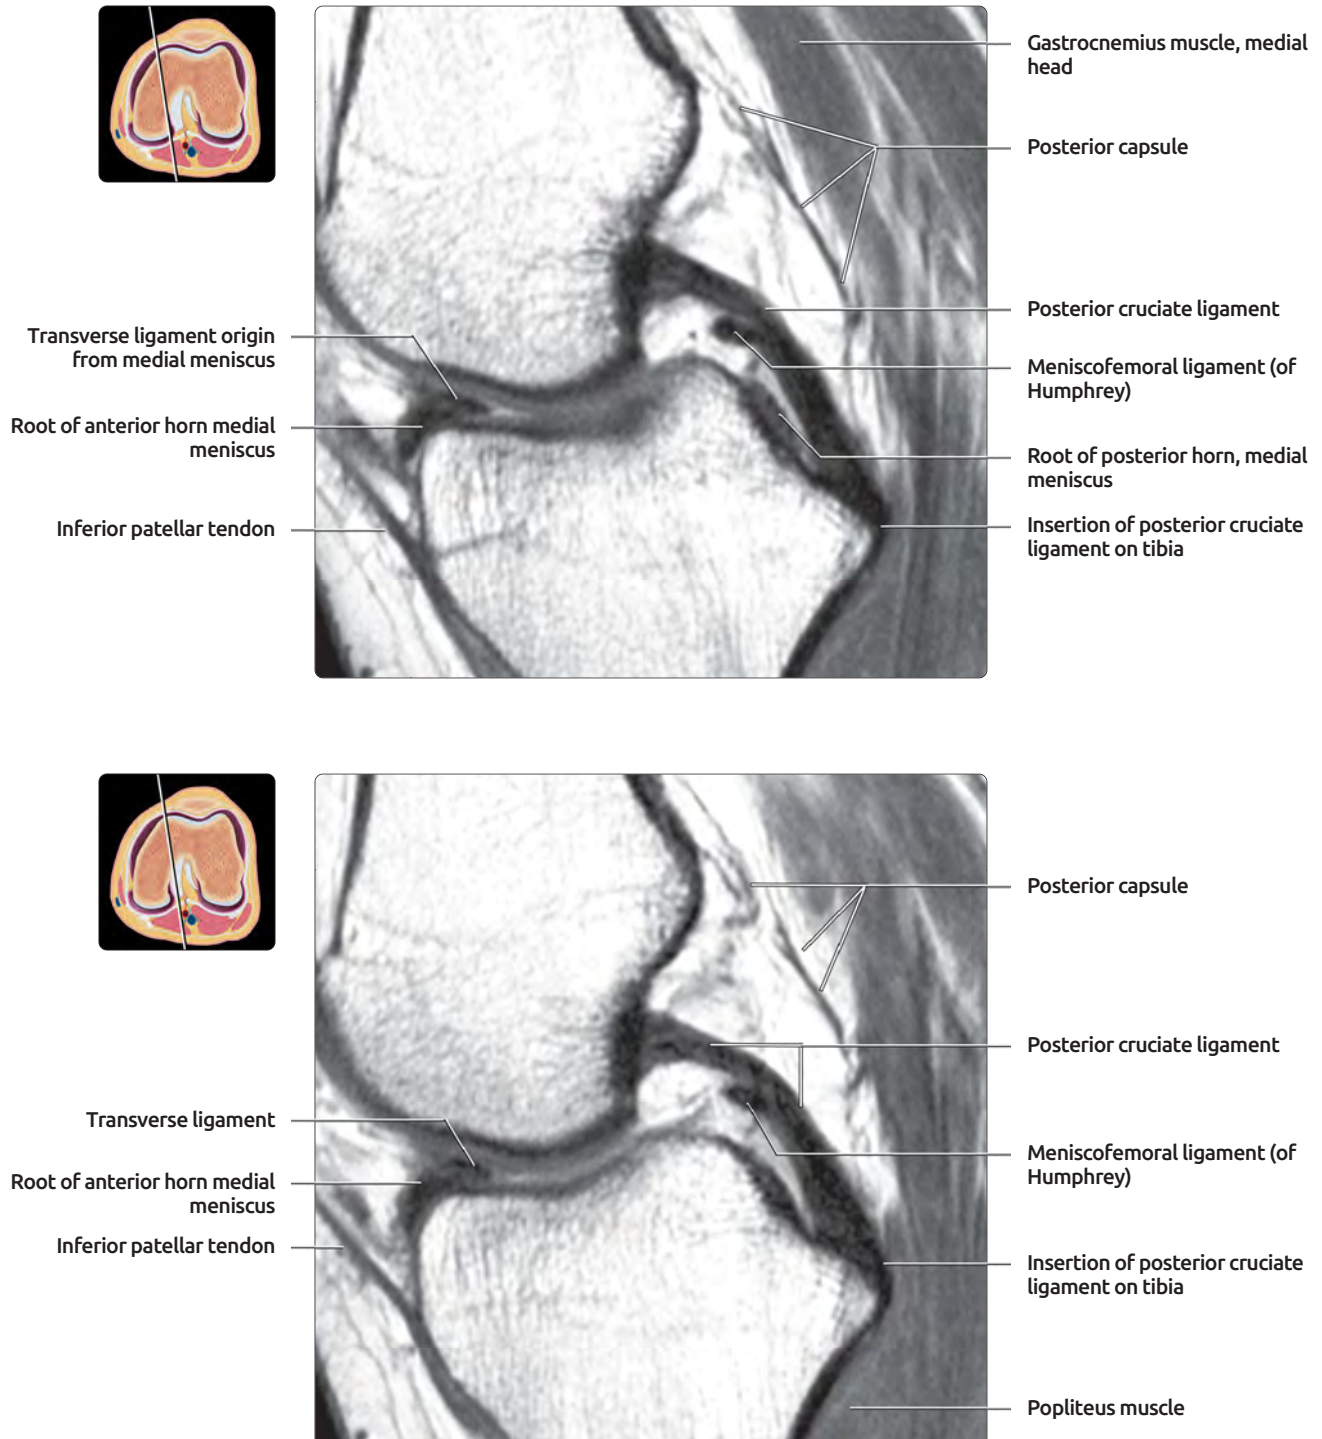 Gastrocnemius muscle, medial
head
Posterior capsule
Posterior cruciate ligament
Transverse ligament origin
from medial meniscus
Meniscofemoral ligament (of
Humphrey)
Root of anterior horn medial
meniscus
Root of posterior horn, medial
meniscus
Inferior patellar tendon
Insertion of posterior cruciate
ligament on tibia
Posterior capsule
Posterior cruciate ligament
Transverse ligament
Meniscofemoral ligament (of
Humphrey)
Root of anterior horn medial
meniscus
Inferior patellar tendon
Insertion of posterior cruciate
ligament on tibia
Popliteus muscle